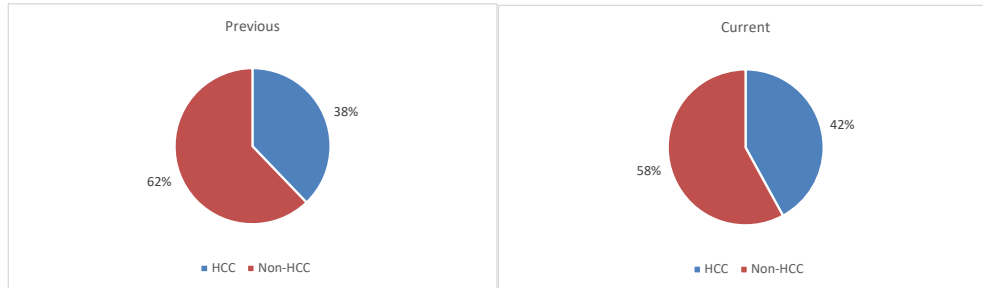 Previous
38%
62%
HCC Non-HCC
Current
42%
58%
HCC Non-HCC